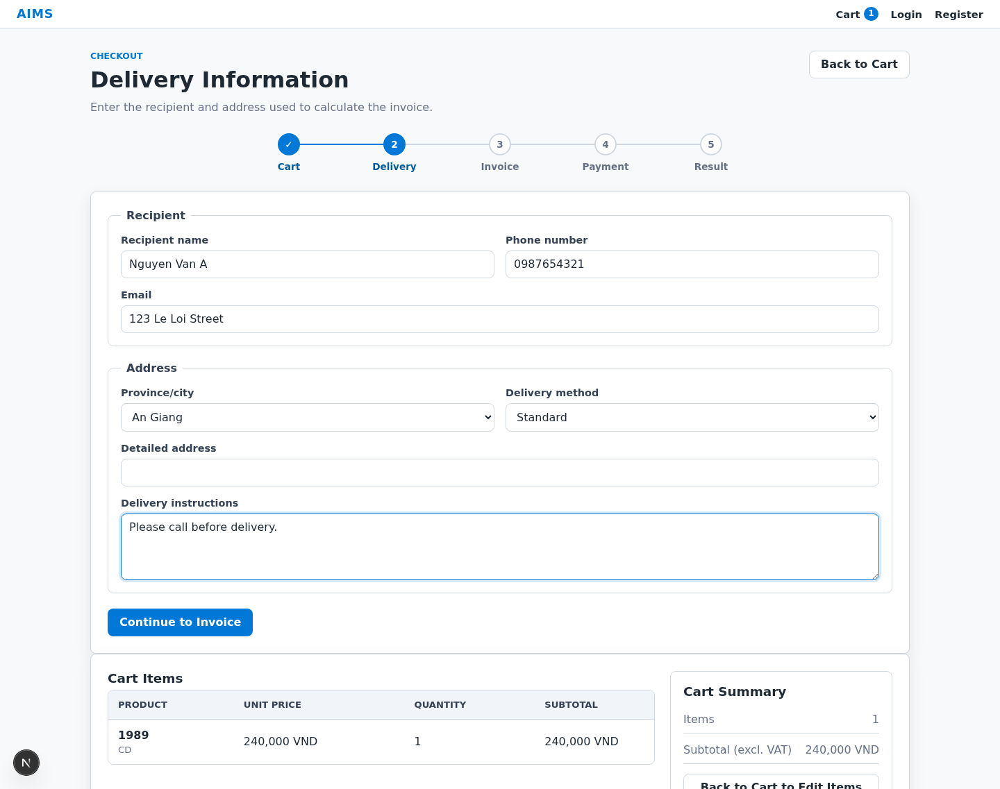 AIMS
Cart 1 Login Register
CHECKOUT
Delivery Information
Back to Cart
Enter the recipient and address used to calculate the invoice.
✓ 2 3 4 5
Cart Delivery Invoice Payment Result
Recipient
Recipient name Phone number
Nguyen Van A 0987654321
Email
123 Le Loi Street
Address
Province/city Delivery method
An Giang Standard
Detailed address
Delivery instructions
Please call before delivery.
Continue to Invoice
Cart Items
PRODUCT UNIT PRICE QUANTITY SUBTOTAL
1989
CD
240,000 VND 1 240,000 VND
Cart Summary
Items 1
Subtotal (excl. VAT) 240,000 VND
Back to Cart to Edit Items
N